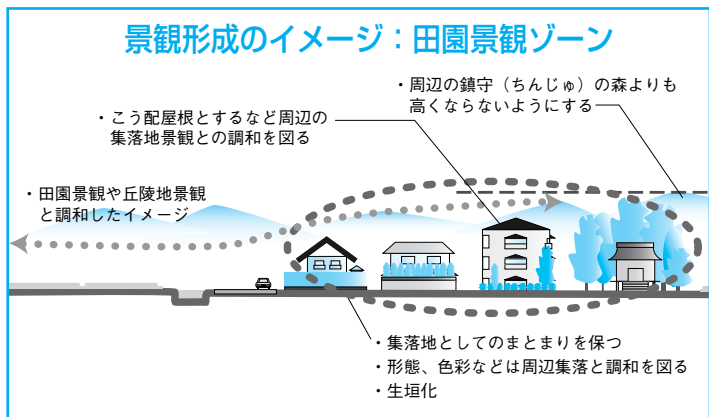 景観形成のイメージ：田園景観ゾーン
・周辺の鎮守（ちんじゅ）の森よりも
高くならないようにする
・こう配屋根とするなど周辺の
集落地景観との調和を図る
・田園景観や丘陵地景観
と調和したイメージ
・集落地としてのまとまりを保つ
・形態、色彩などは周辺集落と調和を図る
・生垣化